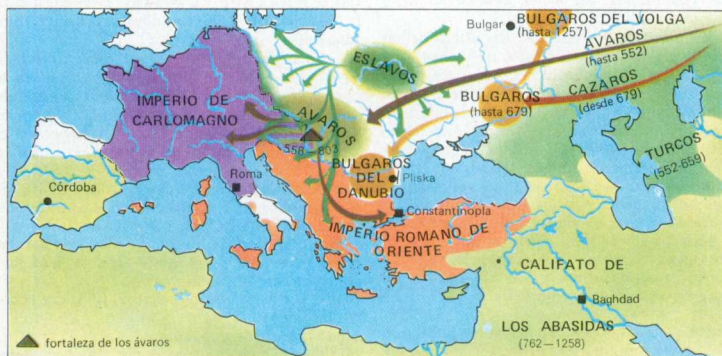 Bulgar
BULGAROS DEL VOLGA
(hasta 1257)
AVAROS
(hasta 552)
ESLAVOS
CAZAROS
(desde 679)
BULGAROS
(hasta 679)
IMPERIO DE
CARLOMAGNO
AVAROS
558 - 803
TURCOS
(552-659)
BULGAROS
DEL
DANUBIO
Pliska
Roma
Córdoba
Constantínopla
IMPERIO ROMANO DE
ORIENTE
CALIFATO DE
Baghdad
LOS ABASIDAS
(762—1258)
fortaleza de los ávaros